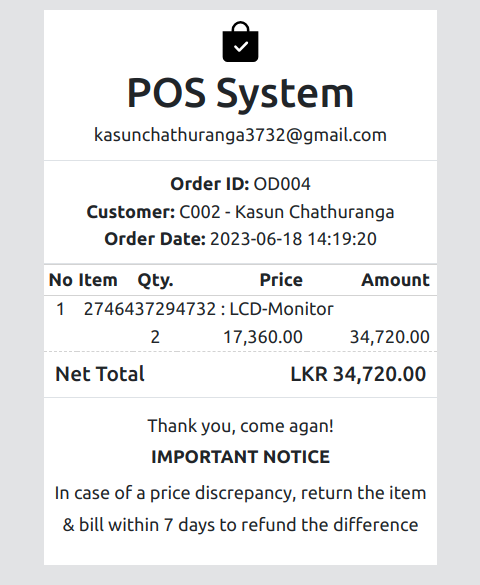 POS System
kasunchathuranga3732@gmail.com
Order ID: OD004
Customer: C002 - Kasun Chathuranga
Order Date: 2023-06-18 14:19:20
No Item Qty. Price Amount
1 2746437294732 : LCD-Monitor
2 17,360.00 34,720.00
Net Total LKR 34,720.00
Thank you, come agan!
IMPORTANT NOTICE
In case of a price discrepancy, return the item
& bill within 7 days to refund the difference